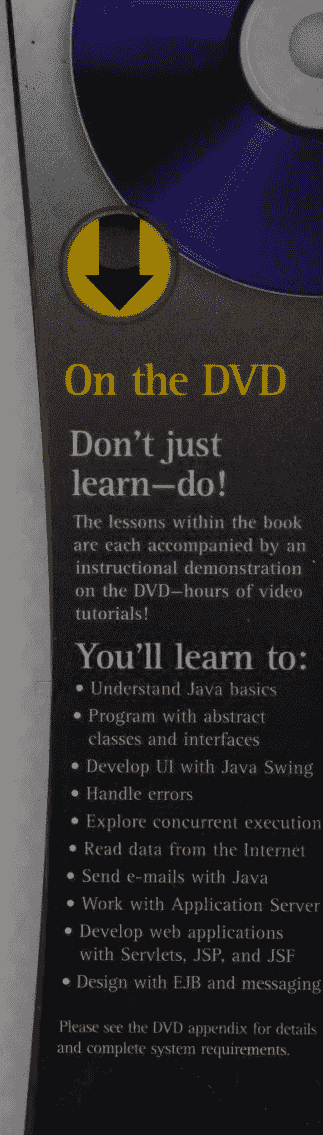 On the DVD
Don't just
learn—do!
The lessons within the book
are each accompanied by an
instructional demonstration
on the DVD—hours of video
tutorials!
You'll learn to:
• Understand Java basics
• Program with abstract
classes and interfaces
• Develop UI with Java Swing
• Handle errors
• Explore concurrent execution
• Read data from the Internet
• Send e-mails with Java
• Work with Application Server
• Develop web applications
with Servlets, JSP, and JSF
• Design with EJB and messaging
Please see the DVD appendix for details
and complete system requirements.